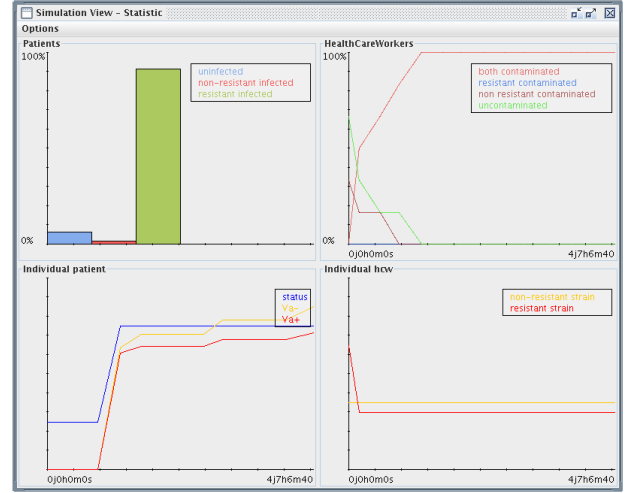 Simulation View - Statistic
Options
Patients
100%
uninfected
non-resistant infected
resistant infected
0%
HealthCareWorkers
100%
both contaminated
resistant contaminated
non resistant contaminated
uncontaminated
0%
0j0h0m0s
4j7h6m40
Individual patient
status
Va-
Va+
0j0h0m0s
4j7h6m40
Individual hcw
non-resistant strain
resistant strain
0j0h0m0s
4j7h6m40